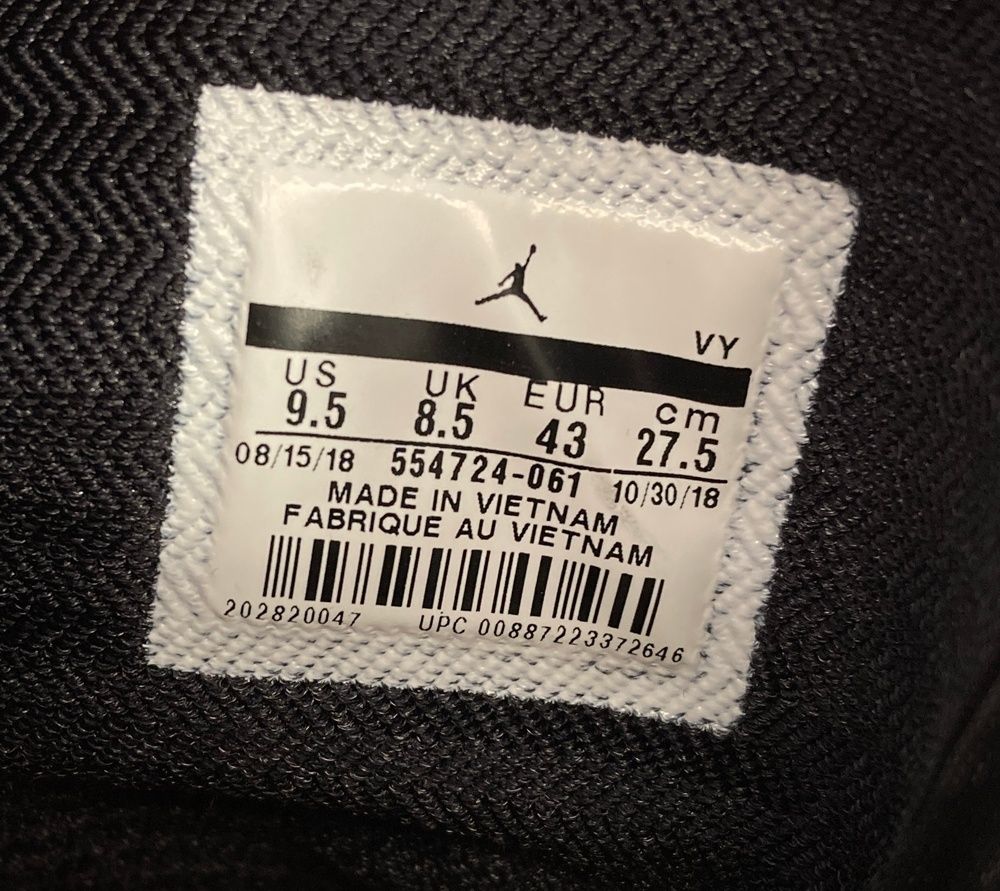 VY
US UK EUR cm
9.5 8.5 43 27.5
08/15/18 554724-061 10/30/18
MADE IN VIETNAM
FABRIQUE AU VIETNAM
202820047 UPC 00887223372646